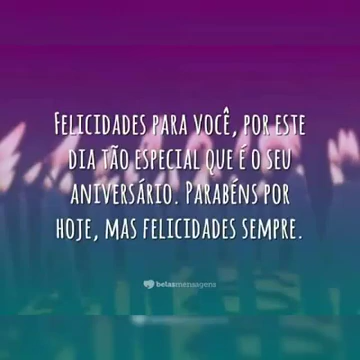 Felicidades para você, por este
dia tão especial que é o seu
aniversário. Parabéns por
hoje, mas felicidades sempre.
belasmensagens